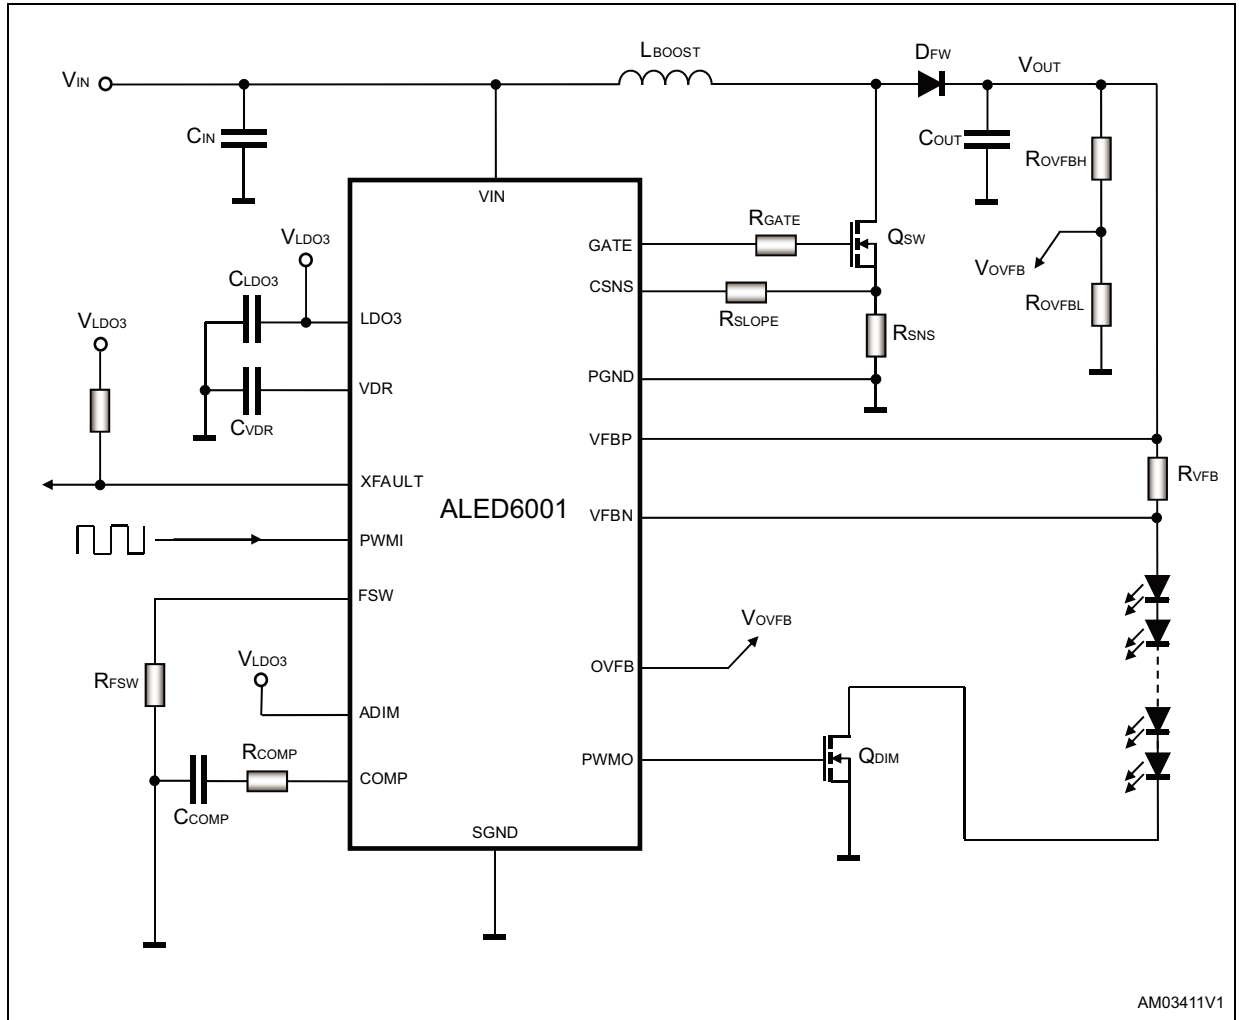 LBOOST
DFW
VOUT
VIN
CIN
COUT
ROVFBH
VIN
RGATE
GATE
QSW
VLDO3
CLDO3
CSNS
VOVFB
RSLOPE
ROVFBL
VLDO3
LDO3
RSNS
PGND
VDR
CVDR
VFBP
XFAULT
RVFB
ALED6001
VFBN
PWMI
FSW
VOVFB
VLDO3
OVFB
RFSW
ADIM
RCOMP
PWMO
QDIM
COMP
CCOMP
SGND
AM03411V1